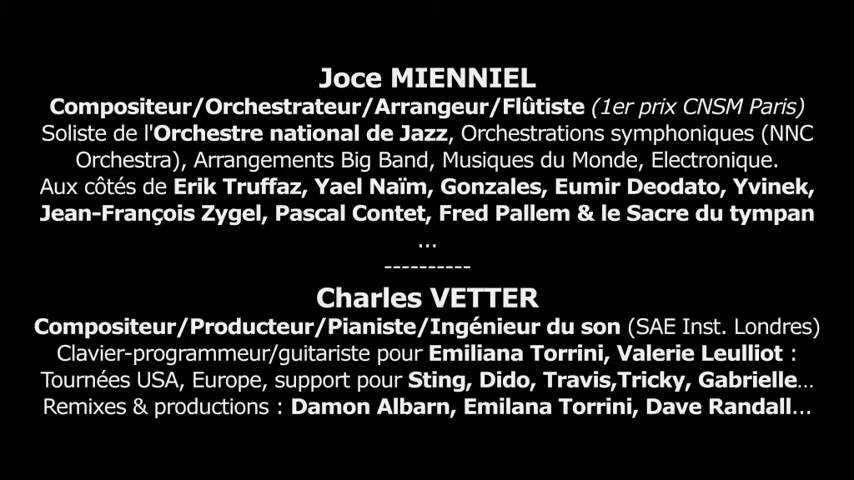 Joce MIENNIEL
Compositeur/Orchestrateur/Arrangeur/Flûtiste (1er prix CNSM Paris)
Soliste de l'Orchestre national de Jazz, Orchestrations symphoniques (NNC
Orchestra), Arrangements Big Band, Musiques du Monde, Electronique.
Aux côtés de Erik Truffaz, Yael Naïm, Gonzales, Eumir Deodato, Yvinek,
Jean-François Zygel, Pascal Contet, Fred Pallem & le Sacre du tympan
...
----------
Charles VETTER
Compositeur/Producteur/Pianiste/Ingénieur du son (SAE Inst. Londres)
Clavier-programmeur/guitariste pour Emiliana Torrini, Valerie Leulliot :
Tournées USA, Europe, support pour Sting, Dido, Travis,Tricky, Gabrielle...
Remixes & productions : Damon Albarn, Emilana Torrini, Dave Randall...